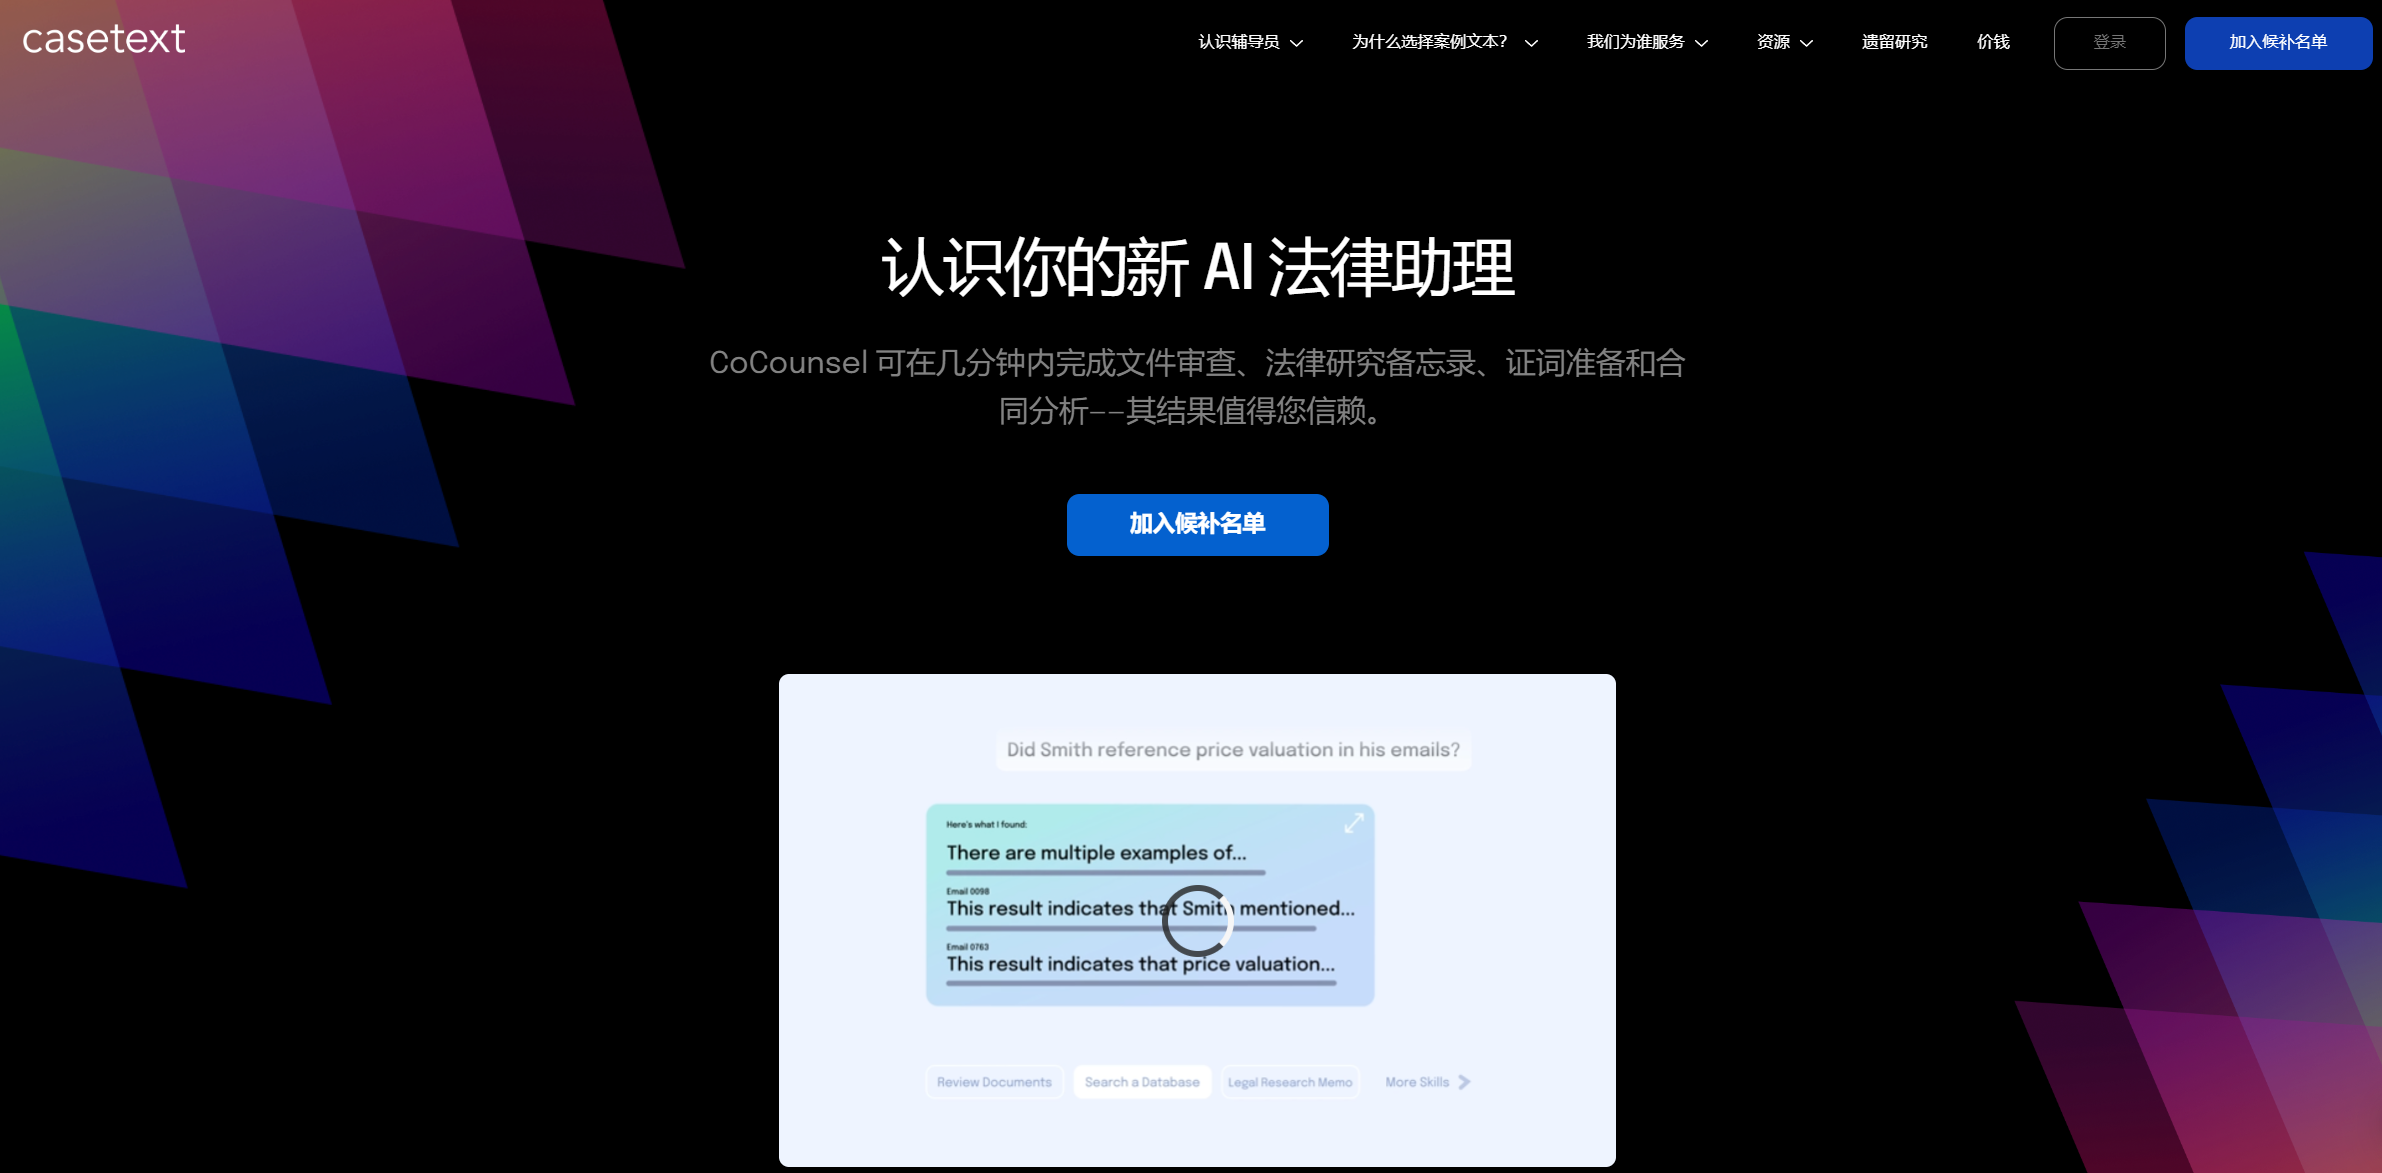 casetext
认识辅导员
为什么选择案例文本?
我们为谁服务
资源
遗留研究
价钱
登录
加入候补名单
认识你的新 AI 法律助理
CoCounsel 可在几分钟内完成文件审查、法律研究备忘录、证词准备和合
同分析——其结果值得您信赖。
加入候补名单
Did Smith reference price valuation in his emails?
Here's what I found:
There are multiple examples of...
Email 0098
This result indicates that Smith mentioned...
Email 0763
This result indicates that price valuation...
Review Documents
Search a Database
Legal Research Memo
More Skills